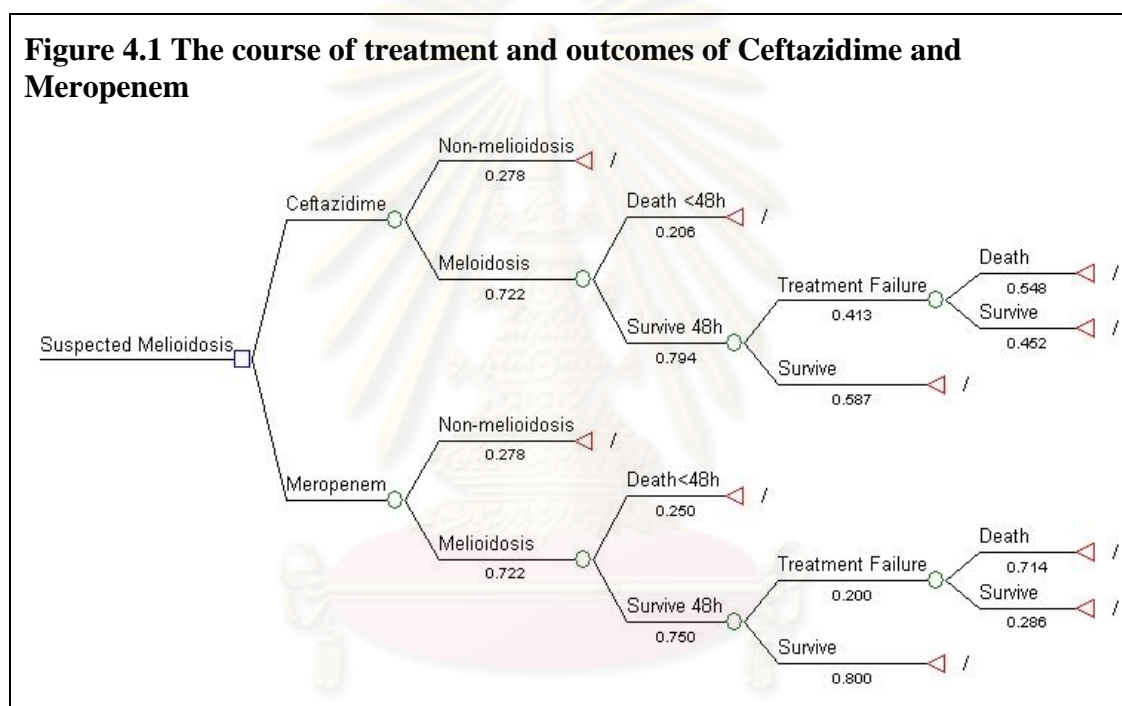 Figure 4.1 The course of treatment and outcomes of Ceftazidime and
Meropenem
Non-melioidosis
0.278
/
Ceftazidime
Death <48h
0.206
/
Meloidosis
0.722
Death
0.548
/
Treatment Failure
0.413
Survive
0.452
/
Survive 48h
0.794
Suspected Melioidosis
Survive
0.587
/
Non-melioidosis
0.278
/
Meropenem
Death<48h
0.250
/
Melioidosis
0.722
Death
0.714
/
Treatment Failure
0.200
Survive
0.286
/
Survive 48h
0.750
Survive
0.800
/